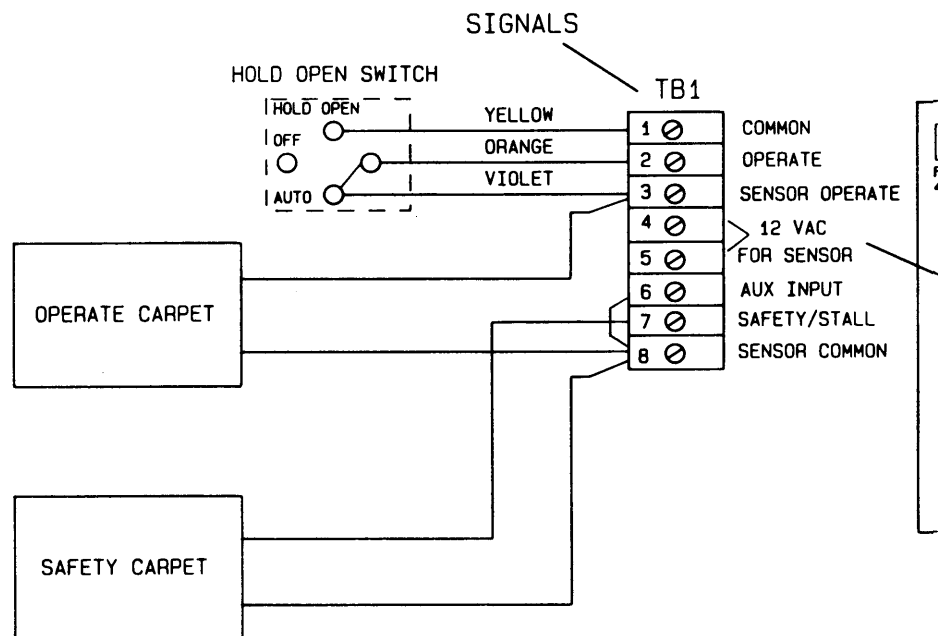 SIGNALS
HOLD OPEN SWITCH
HOLD OPEN
OFF
AUTO
YELLOW
ORANGE
VIOLET
TB1
1 COMMON
2 OPERATE
3 SENSOR OPERATE
4 12 VAC
5 FOR SENSOR
6 AUX INPUT
7 SAFETY/STALL
8 SENSOR COMMON
OPERATE CARPET
SAFETY CARPET